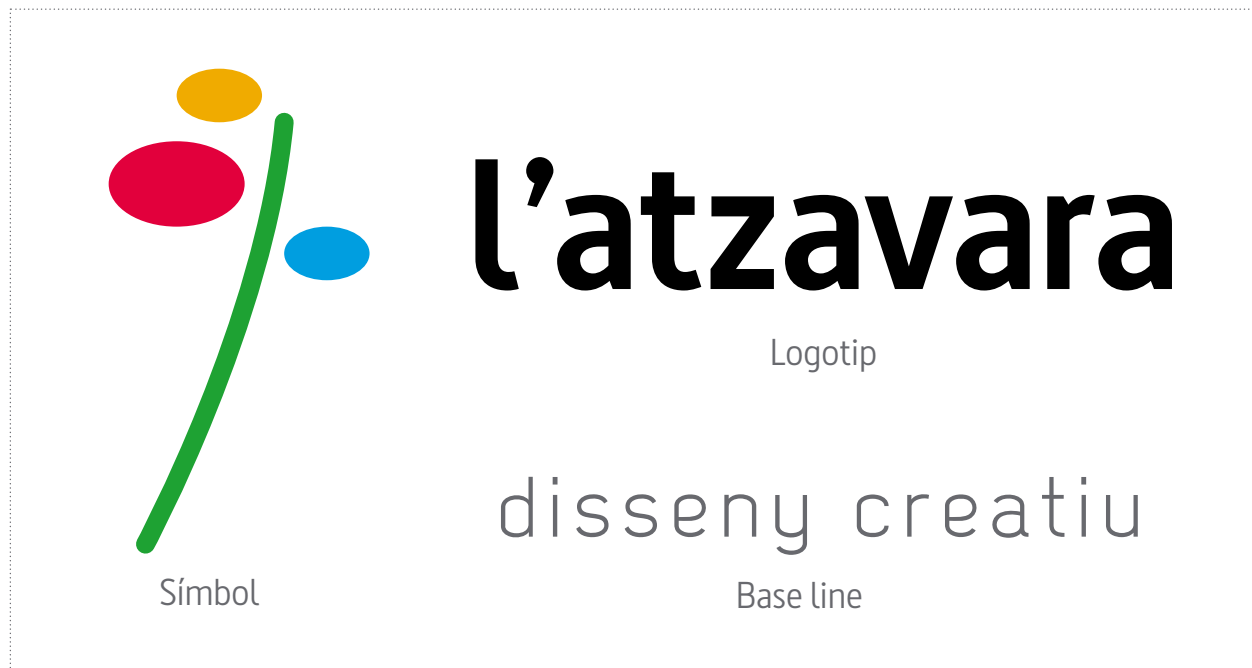 l’atzavara
Logotip
disseny creatiu
Símbol
Base line